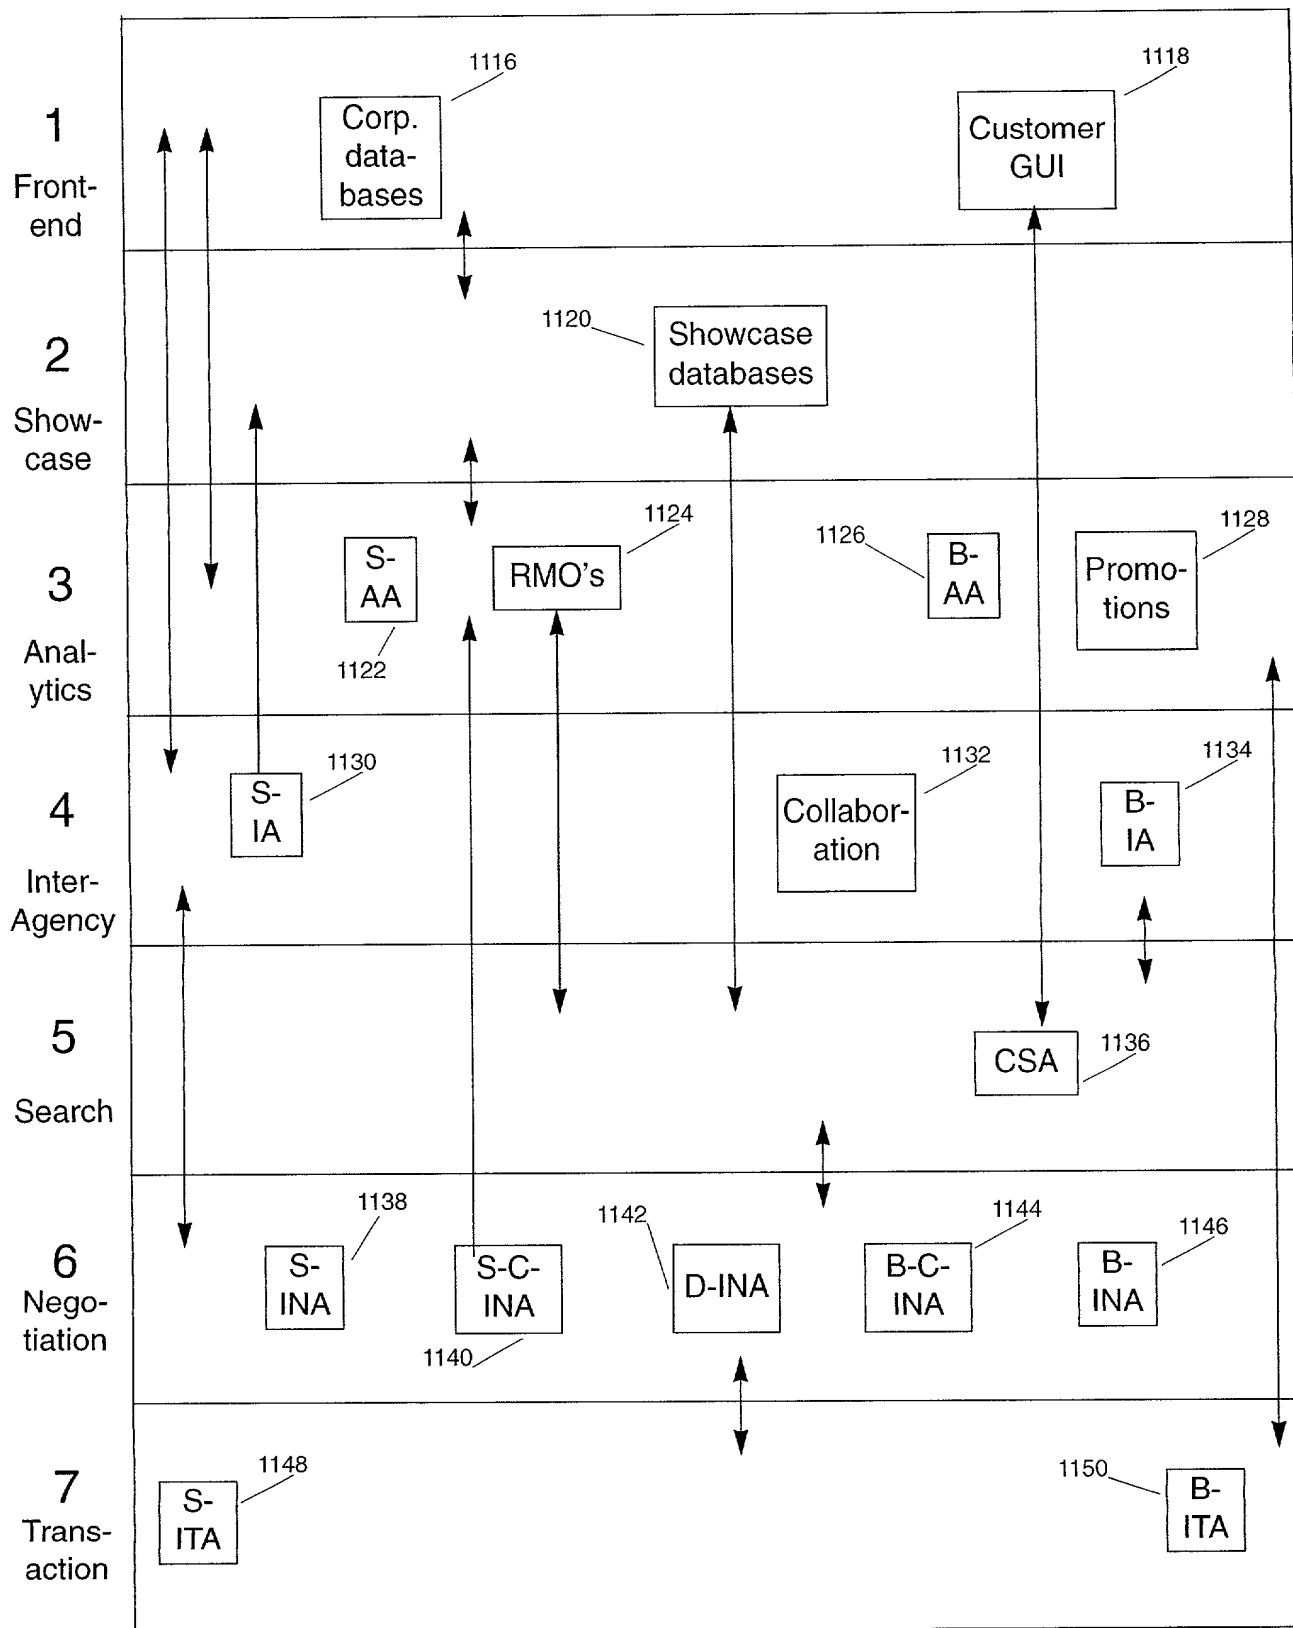 1116
1118
1
Front-
end
Corp.
data-
bases
Customer
GUI
2
Show-
case
1120
Showcase
databases
3
Anal-
ytics
S-
AA
1122
RMO's
1124
1126
B-
AA
Promo-
tions
1128
4
Inter-
Agency
S-
IA
1130
Collabor-
ation
1132
B-
IA
1134
5
Search
CSA
1136
6
Nego-
tiation
S-
INA
1138
S-C-
INA
1140
1142
D-INA
B-C-
INA
1144
B-
INA
1146
7
Trans-
action
S-
ITA
1148
1150
B-
ITA